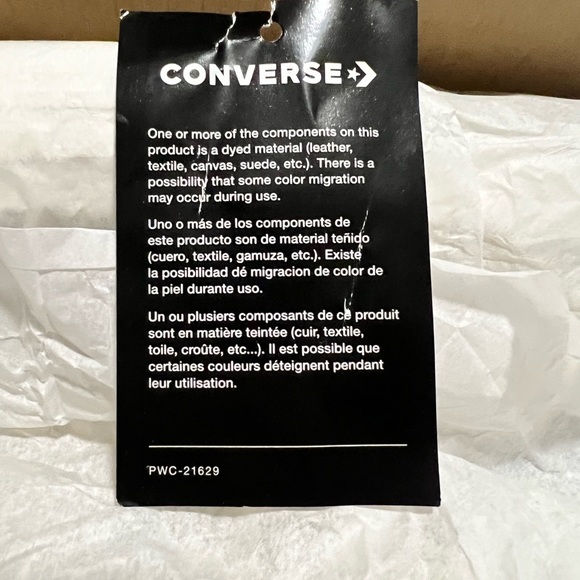 CONVERSE
One or more of the components on this
product is a dyed material (leather,
textile, canvas, suede, etc.). There is a
possibility that some color migration
may occur during use.
Uno o más de los componentes de
este producto son de material teñido
(cuero, textile, gamuza, etc.). Existe
la posibilidad dé migracion de color de
la piel durante uso.
Un ou plusiers composants de ce produit
sont en matière teintée (cuir, textile,
toile, croûte, etc...). Il est possible que
certaines couleurs déteignent pendant
leur utilisation.
PWC-21629